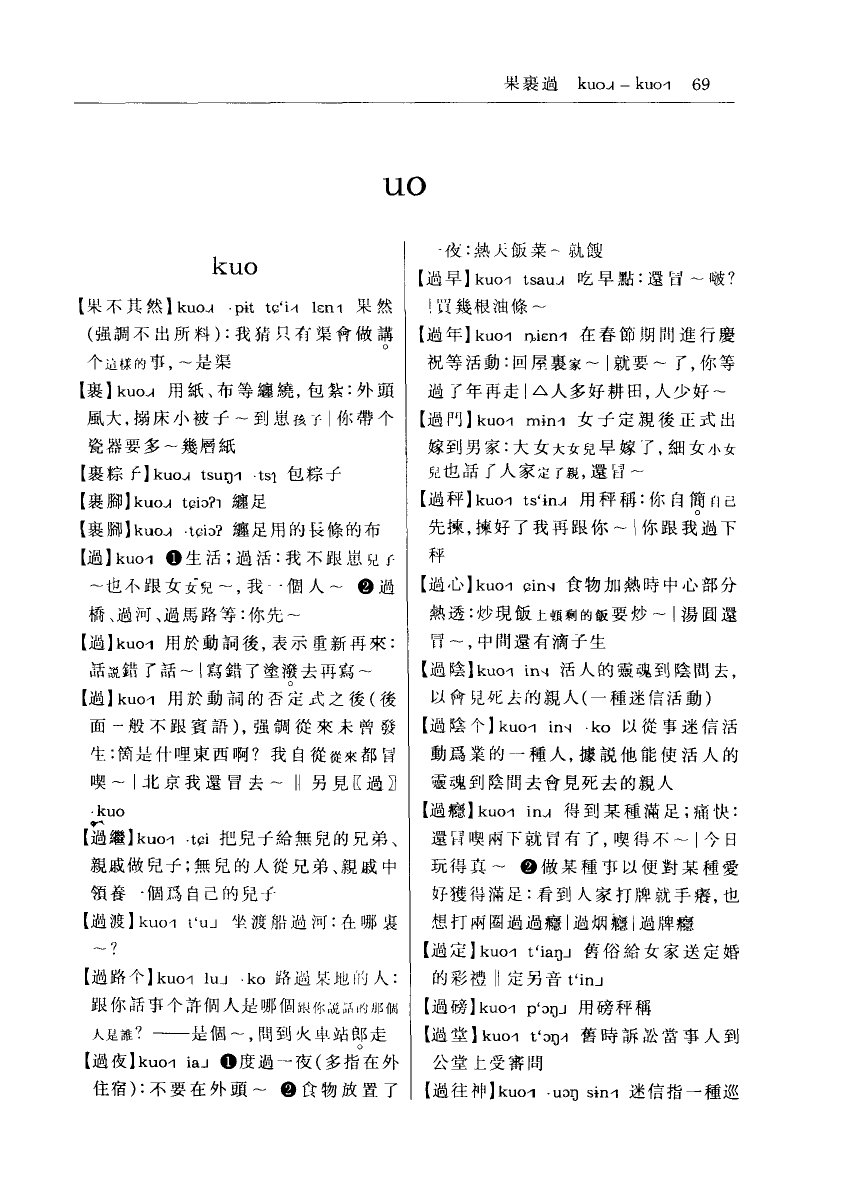 果裹過 kuoꜗ – kuoꜘ 69
uo
kuo
【果不其然】kuoꜗ ·pɨt tɕ‘iꜗ lɛn˧ 果然
(强調不出所料):我猜只有渠會做講
个這樣的事,～是渠
【裹】kuoꜗ 用紙、布等纏繞,包紮:外頭
風大,搦床小被子～到崽孩子|你帶个
瓷器要多～幾層紙
【裹粽子】kuoꜗ tsuŋ˧ ·tsʅ 包粽子
【裹腳】kuoꜗ tɕiɔʔ˥ 纏足
【裹腳】kuoꜗ ·tɕiɔʔ 纏足用的長條的布
【過】kuo˧ ❶生活;過活:我不跟崽兒子
～也不跟女女兒～,我一個人～ ❷過
橋、過河、過馬路等:你先～
【過】kuo˧ 用於動詞後,表示重新再來:
話説錯了話～|寫錯了塗潑去再寫～
【過】kuo˧ 用於動詞的否定式之後(後
面一般不跟賓語),强調從來未曾發
生:箇是什哩東西啊? 我自從從來都冒
喫～|北京我還冒去～ ‖ 另見〖過〗
·kuo
【過繼】kuo˧ ·tɕi 把兒子給無兒的兄弟、
親戚做兒子;無兒的人從兄弟、親戚中
領養一個爲自己的兒子
【過渡】kuo˧ t‘u˩ 坐渡船過河:在哪裏
～?
【過路个】kuo˧ lu˩ ·ko 路過某地的人:
跟你話事个許個人是哪個跟你説話的那個
人是誰? ——是個～,問到火車站郎走
【過夜】kuo˧ ia˩ ❶度過一夜(多指在外
住宿):不要在外頭～ ❷食物放置了
一夜:熱天飯菜～就餿
【過早】kuo˧ tsauꜗ 吃早點:還冒～啵?
|買幾根油條～
【過年】kuo˧ ȵiɛn˧ 在春節期間進行慶
祝等活動:回屋裏家～|就要～了,你等
過了年再走|△人多好耕田,人少好～
【過門】kuo˧ mɨn˧ 女子定親後正式出
嫁到男家:大女大女兒早嫁了,細女小女
兒也話了人家定了親,還冒～
【過秤】kuo˧ ts‘ɨnꜗ 用秤稱:你自簡自己
先揀,揀好了我再跟你～|你跟我過下
秤
【過心】kuo˧ ɕin˦ 食物加熱時中心部分
熱透:炒現飯上頓剩的飯要炒～|湯圓還
冒～,中間還有滴子生
【過陰】kuo˧ in˦ 活人的靈魂到陰間去,
以會見死去的親人(一種迷信活動)
【過陰个】kuo˧ in˦ ·ko 以從事迷信活
動爲業的一種人,據説他能使活人的
靈魂到陰間去會見死去的親人
【過癮】kuo˧ inꜗ 得到某種滿足;痛快:
還冒喫兩下就冒有了,喫得不～|今日
玩得真～ ❷做某種事以便對某種愛
好獲得滿足:看到人家打牌就手癢,也
想打兩圈過過癮|過烟癮|過牌癮
【過定】kuo˧ t‘iaŋ˩ 舊俗給女家送定婚
的彩禮 ‖ 定另音 t‘in˩
【過磅】kuo˧ p‘ɔŋ˩ 用磅秤稱
【過堂】kuo˧ t‘ɔŋꜗ 舊時訴訟當事人到
公堂上受審問
【過往神】kuo˧ ·uɔŋ sɨn˧ 迷信指一種巡